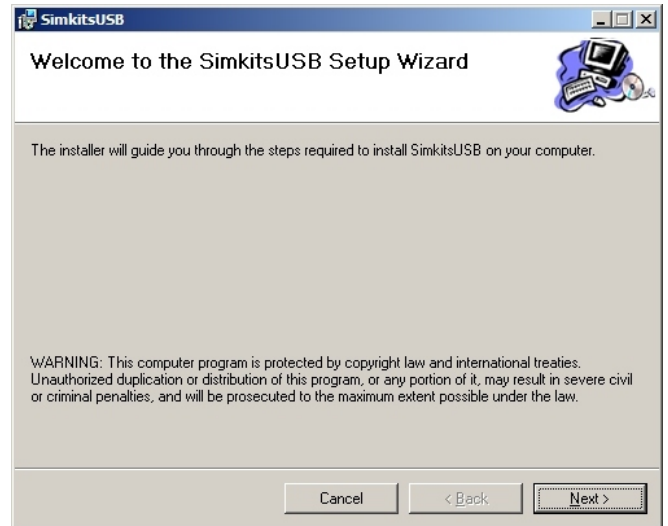 SimkitsUSB
Welcome to the SimkitsUSB Setup Wizard
The installer will guide you through the steps required to install SimkitsUSB on your computer.
WARNING: This computer program is protected by copyright law and international treaties.
Unauthorized duplication or distribution of this program, or any portion of it, may result in severe civil
or criminal penalties, and will be prosecuted to the maximum extent possible under the law.
Cancel < Back Next >